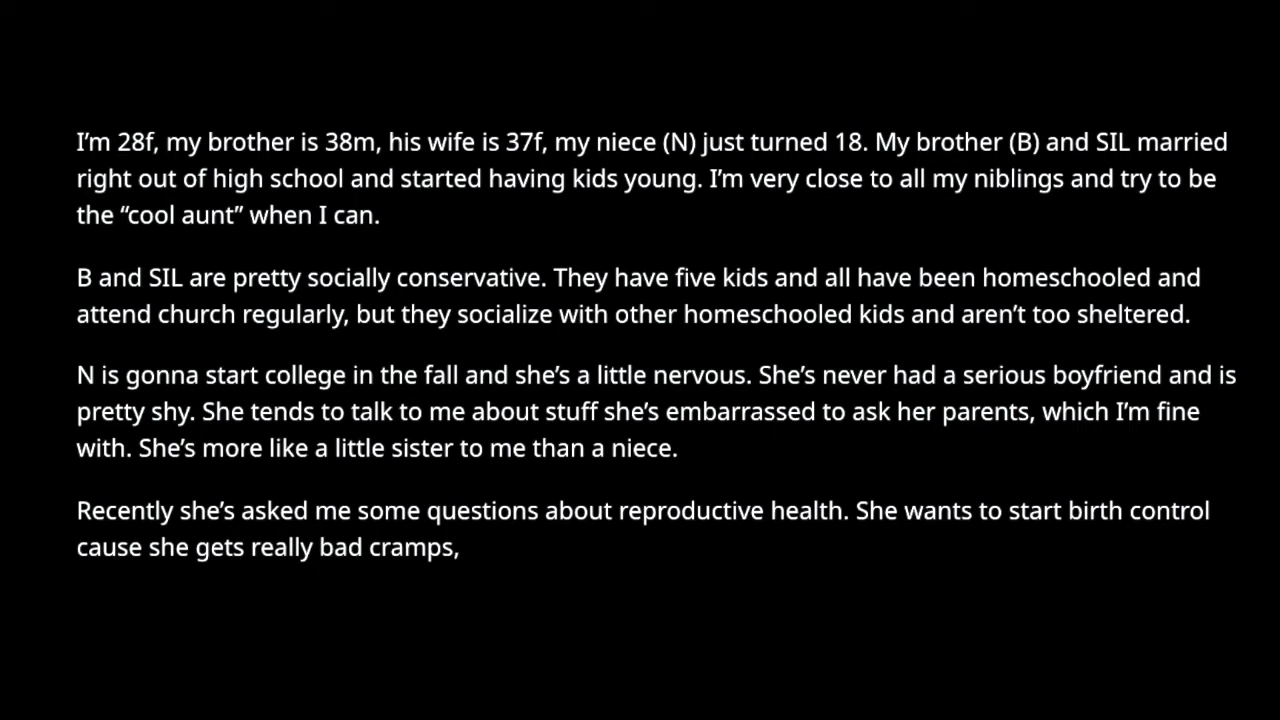 I’m 28f, my brother is 38m, his wife is 37f, my niece (N) just turned 18. My brother (B) and SIL married
right out of high school and started having kids young. I’m very close to all my niblings and try to be
the “cool aunt” when I can.
B and SIL are pretty socially conservative. They have five kids and all have been homeschooled and
attend church regularly, but they socialize with other homeschooled kids and aren’t too sheltered.
N is gonna start college in the fall and she’s a little nervous. She’s never had a serious boyfriend and is
pretty shy. She tends to talk to me about stuff she’s embarrassed to ask her parents, which I’m fine
with. She’s more like a little sister to me than a niece.
Recently she’s asked me some questions about reproductive health. She wants to start birth control
cause she gets really bad cramps,